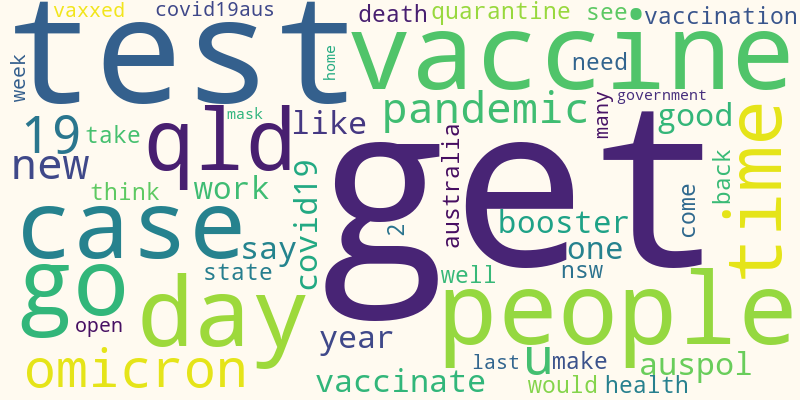 vaxxed
covid19aus
death
quarantine
see
vaccination
test
vaccine
week
home
need
government
many
pandemic
good
19
take
qld
mask
like
new
get
time
think
work
covid19
australia
back
come
case
say
2
booster
one
nsw
go
state
day
well
people
open
year
omicron
last
u
make
auspol
vaccinate
would
health